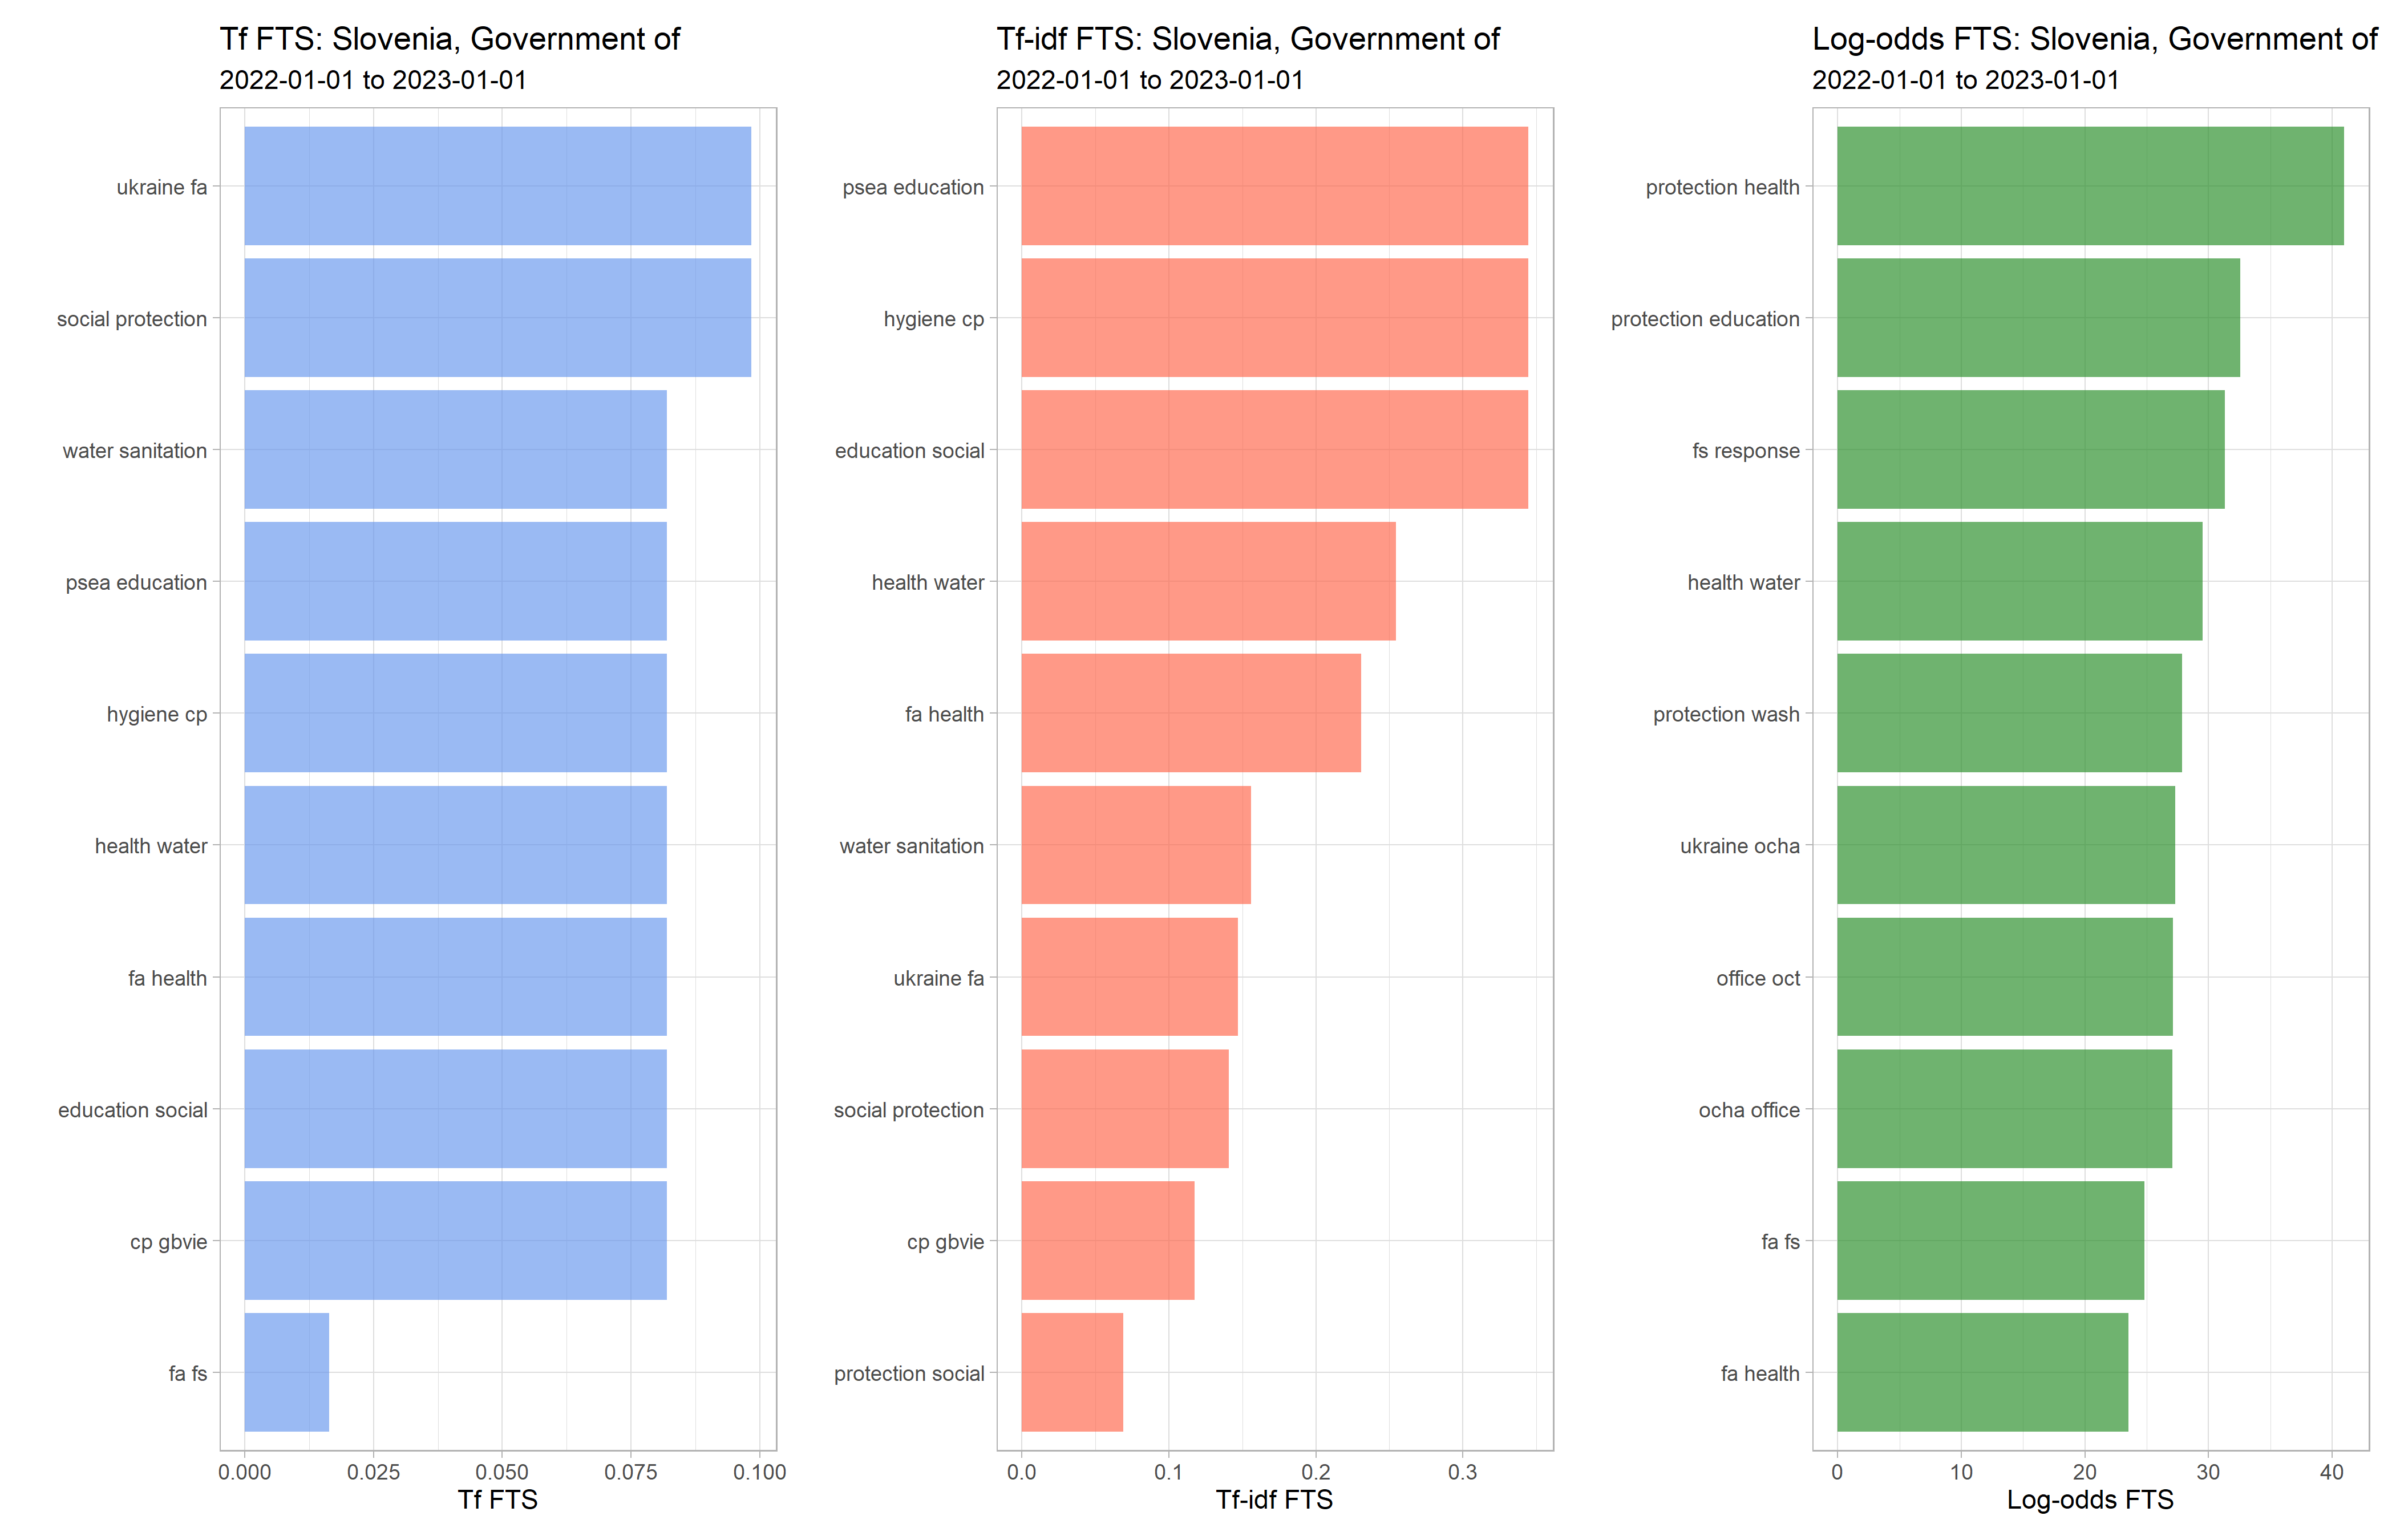 Tf FTS: Slovenia, Government of
2022-01-01 to 2023-01-01
ukraine fa
social protection
water sanitation
psea education
hygiene cp
health water
fa health
education social
cp gbvie
fa fs
0.000 0.025 0.050 0.075 0.100
Tf FTS
Tf-idf FTS: Slovenia, Government of
2022-01-01 to 2023-01-01
psea education
hygiene cp
education social
health water
fa health
water sanitation
ukraine fa
social protection
cp gbvie
protection social
0.0 0.1 0.2 0.3
Tf-idf FTS
Log-odds FTS: Slovenia, Government of
2022-01-01 to 2023-01-01
protection health
protection education
fs response
health water
protection wash
ukraine ocha
office oct
ocha office
fa fs
fa health
0 10 20 30 40
Log-odds FTS